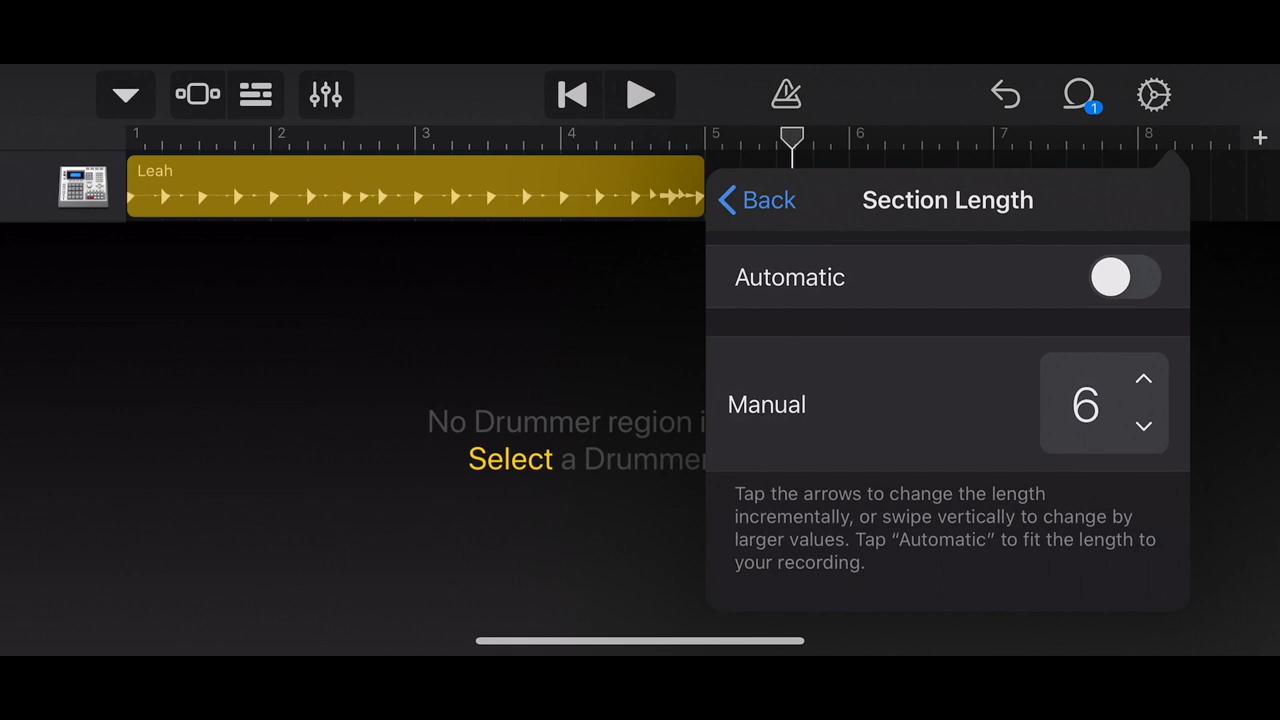 1
1 2 3 4 5 6 7 8 +
Leah
Back Section Length
Automatic
Manual 6
No Drummer region i
Select a Drummer
Tap the arrows to change the length
incrementally, or swipe vertically to change by
larger values. Tap “Automatic” to fit the length to
your recording.